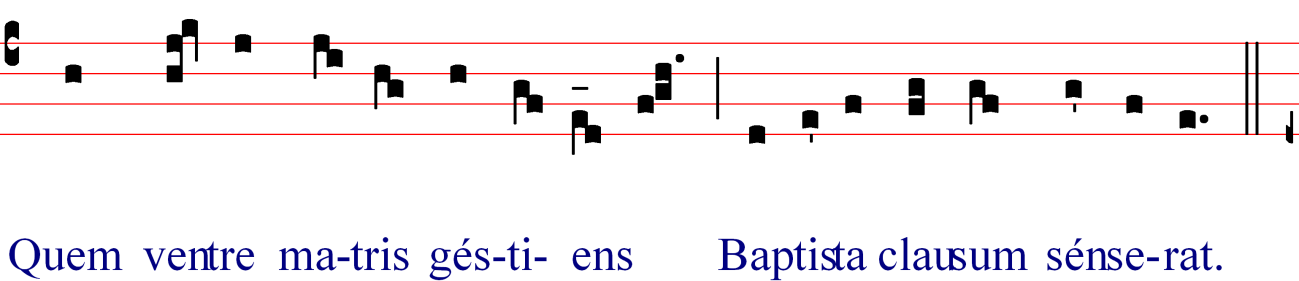 Quem ventre ma-tris gés-ti- ens Baptista clausum sénse-rat.